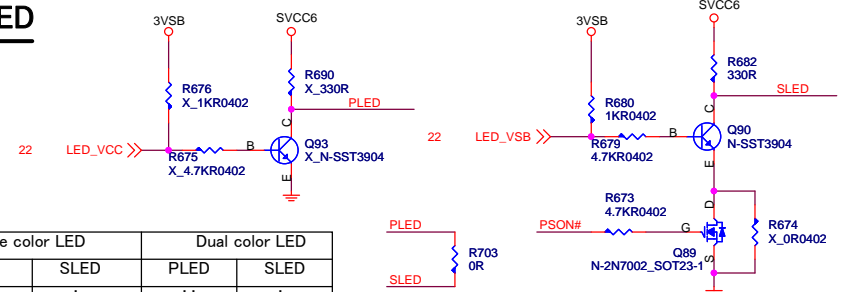 ED
3VSB
SVCC6
R676
X_1KR0402
R690
X_330R
PLED
22
LED_VCC
R675
X_4.7KR0402
B
C
E
Q93
X_N-SST3904
3VSB
SVCC6
R680
1KR0402
R682
330R
SLED
22
LED_VSB
R679
4.7KR0402
B
C
E
Q90
N-SST3904
R673
4.7KR0402
PSON#
G
D
S
Q89
N-2N7002_SOT23-1
R674
X_0R0402
PLED
R703
0R
SLED
e color LED
Dual color LED
SLED
PLED
SLED